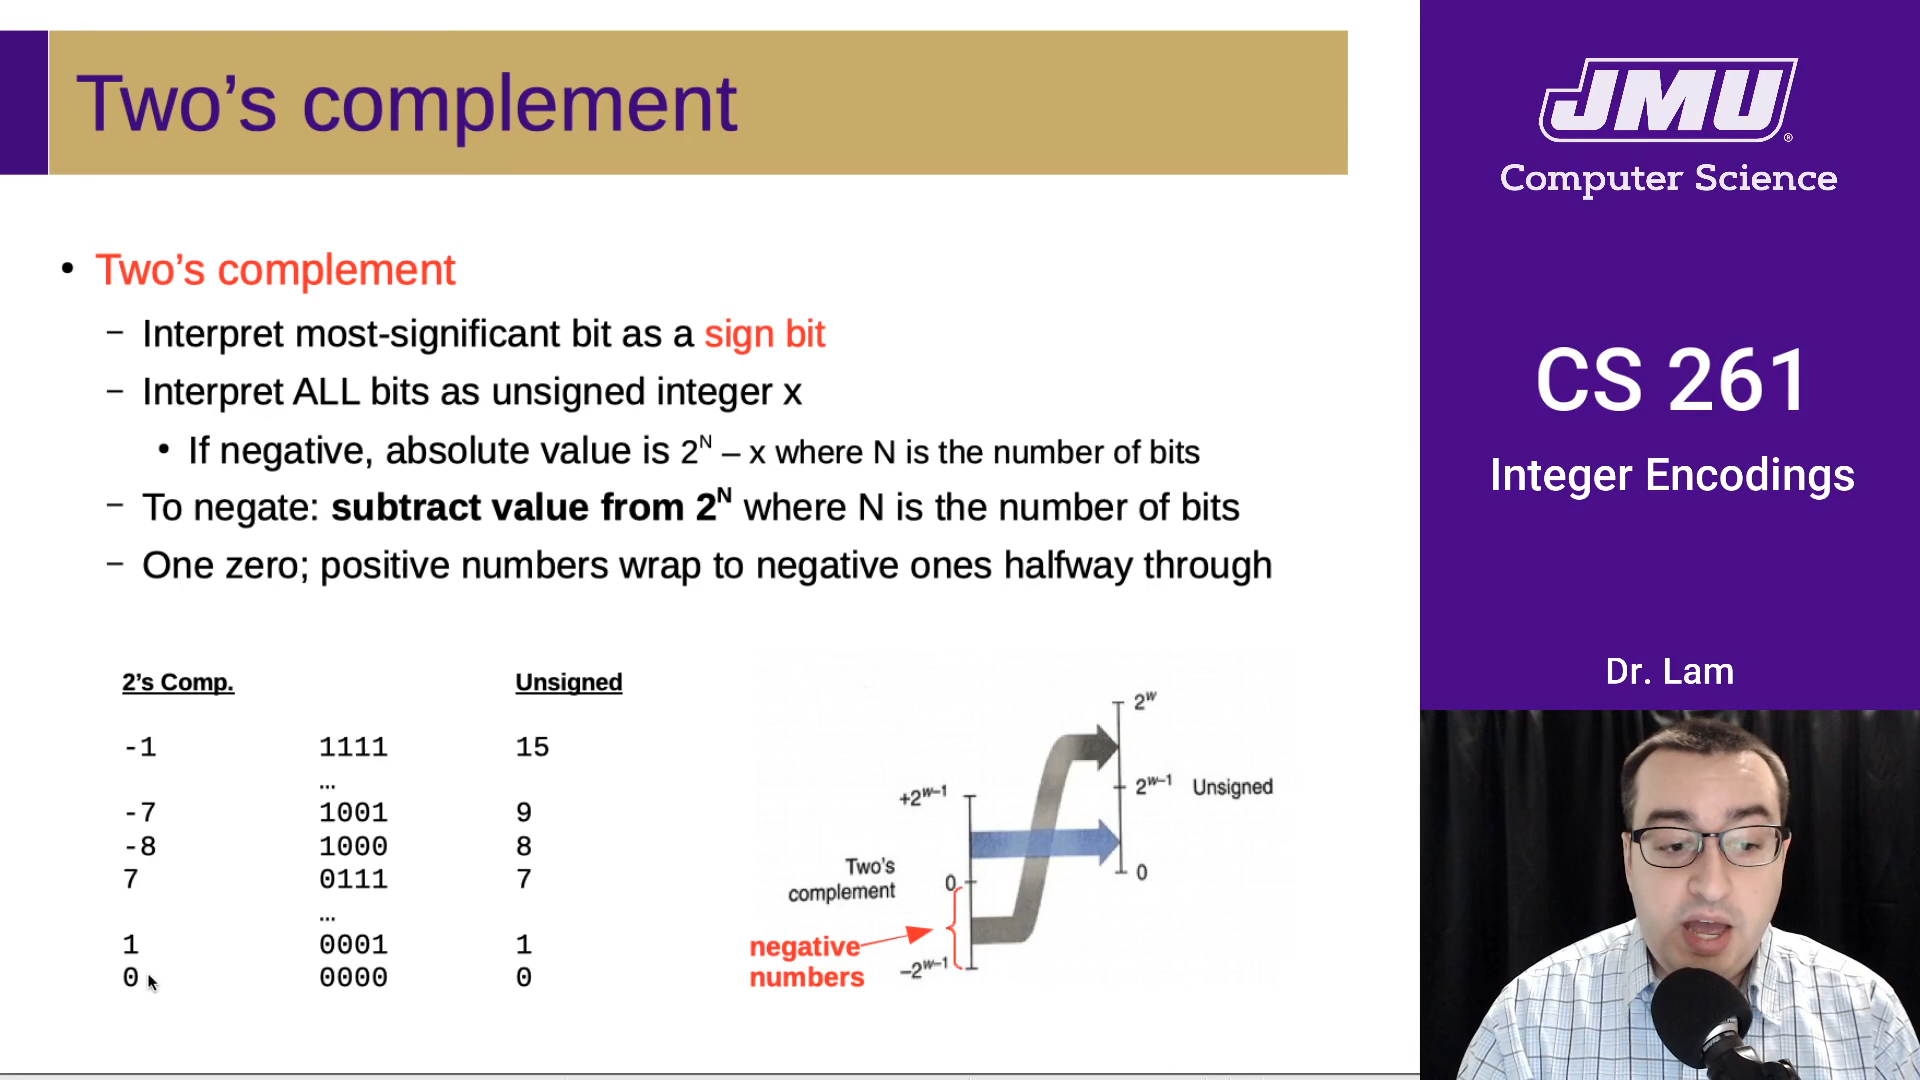 Two's complement
• Two's complement
– Interpret most-significant bit as a sign bit
– Interpret ALL bits as unsigned integer x
• If negative, absolute value is 2^N – x where N is the number of bits
– To negate: subtract value from 2^N where N is the number of bits
– One zero; positive numbers wrap to negative ones halfway through
2's Comp. Unsigned
-1 1111 15
…
-7 1001 9
-8 1000 8
7 0111 7
…
1 0001 1
0 0000 0
2^w
+2^w–1
2^w–1 Unsigned
Two's
complement
0
0
negative
numbers
–2^w–1
JMU®
Computer Science
CS 261
Integer Encodings
Dr. Lam